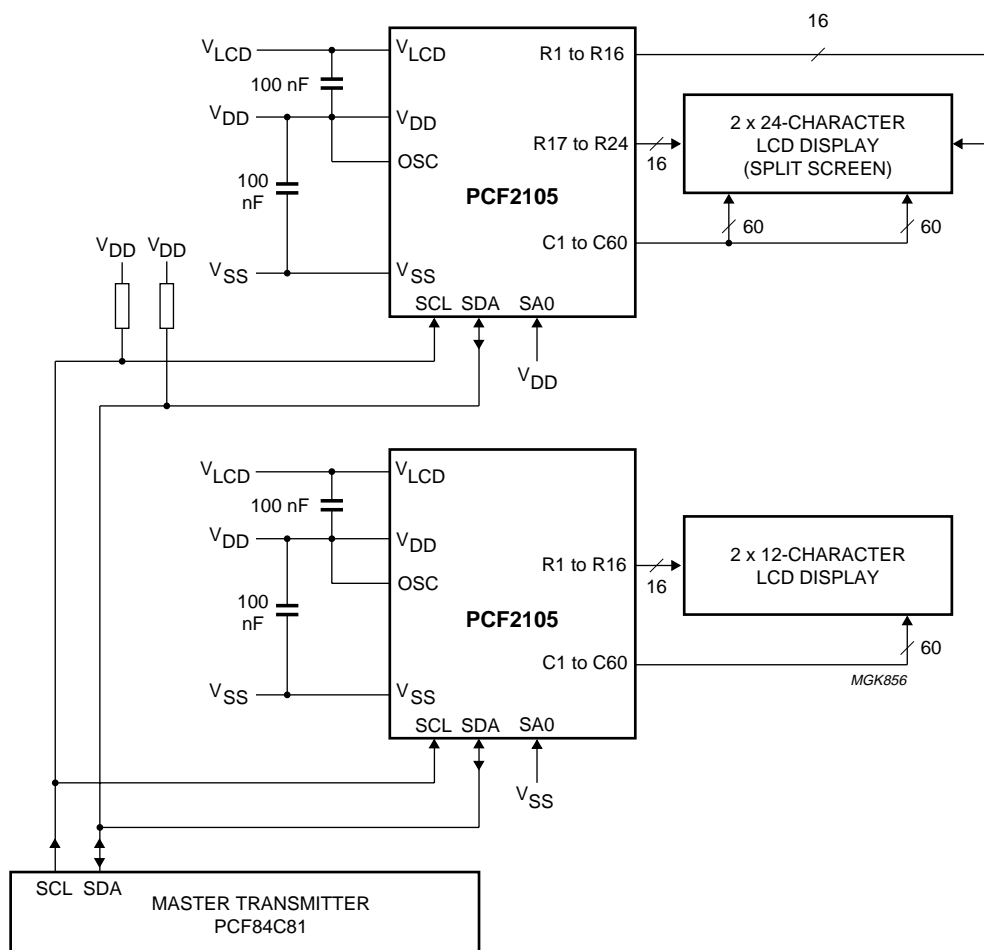 16
VLCD
VLCD
R1 to R16
100 nF
VDD
VDD
R17 to R24
16
2 x 24-CHARACTER
LCD DISPLAY
(SPLIT SCREEN)
OSC
100
nF
PCF2105
60
60
C1 to C60
VDD
VDD
VSS
VSS
SCL
SDA
SA0
VDD
VLCD
VLCD
100 nF
VDD
VDD
R1 to R16
16
2 x 12-CHARACTER
LCD DISPLAY
OSC
100
nF
PCF2105
C1 to C60
60
MGK856
VSS
VSS
SCL
SDA
SA0
VSS
SCL
SDA
MASTER TRANSMITTER
PCF84C81